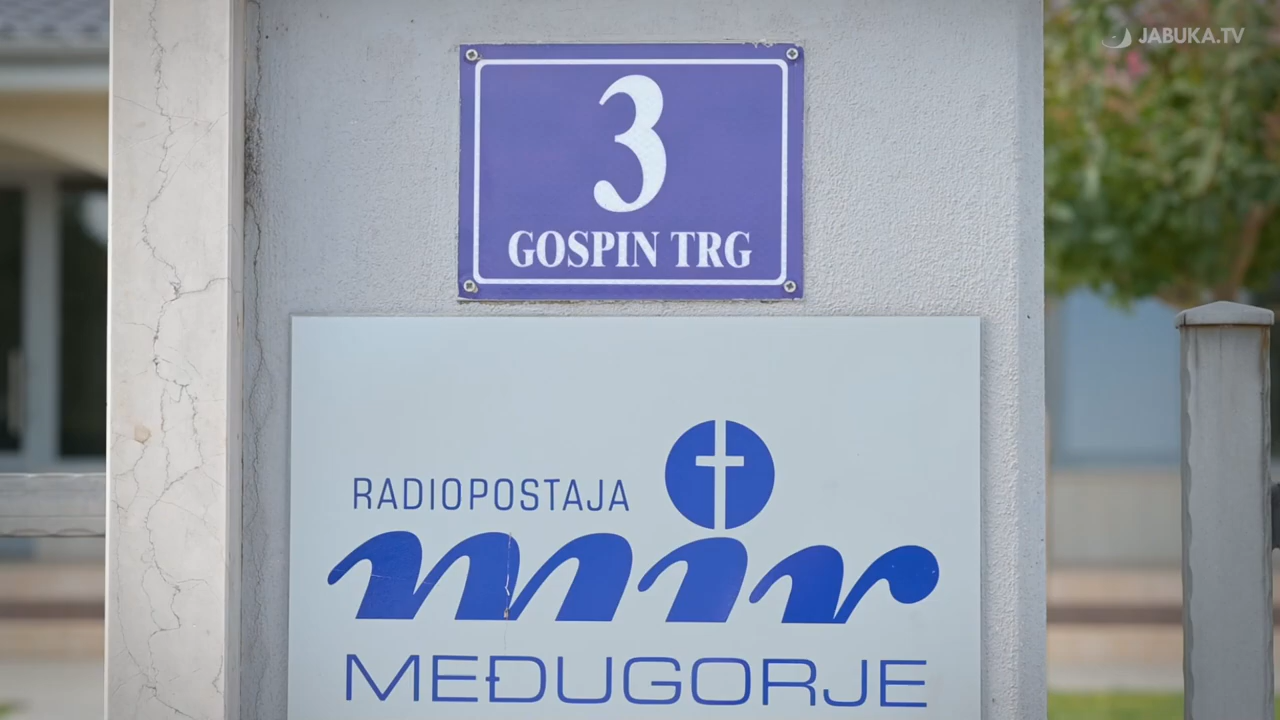 JABUKA.TV
3
GOSPIN TRG
RADIOPOSTAJA
mir
MEĐUGORJE